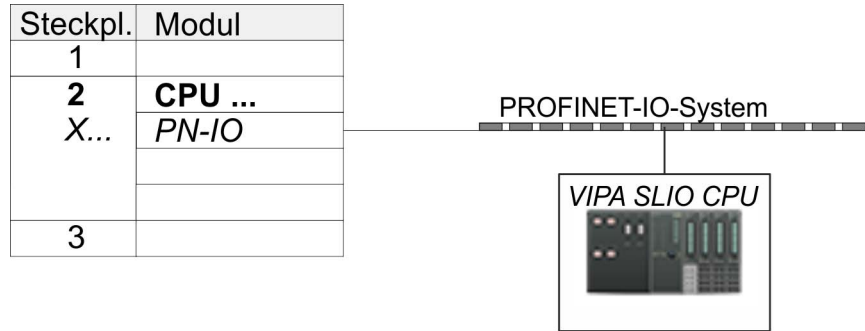 Steckpl. Modul
1
2 CPU ...
X... PN-IO
3
PROFINET-IO-System
VIPA SLIO CPU